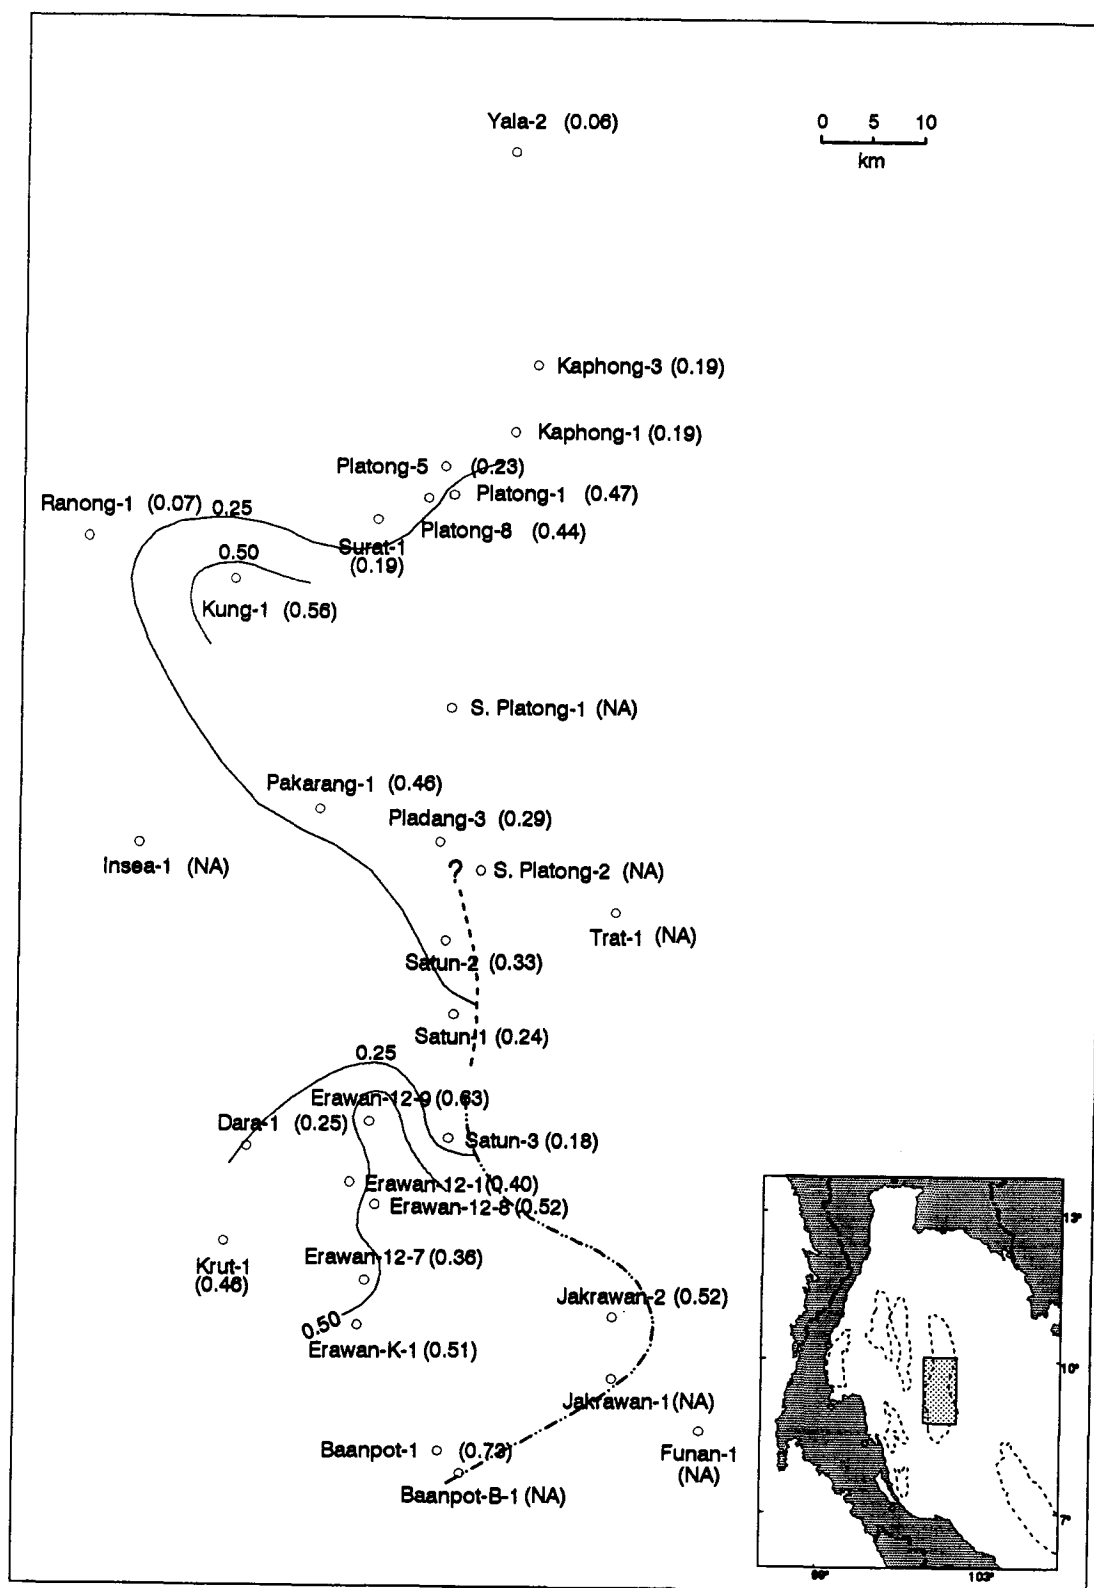 Yala-2 (0.06)
0 5 10
km
Kaphong-3 (0.19)
Kaphong-1 (0.19)
Platong-5 (0.23)
Platong-1 (0.47)
Ranong-1 (0.07)
0.25
Platong-8 (0.44)
Surat-1
(0.19)
0.50
Kung-1 (0.56)
S. Platong-1 (NA)
Pakarang-1 (0.46)
Pladang-3 (0.29)
Insea-1 (NA)
?
S. Platong-2 (NA)
Trat-1 (NA)
Satun-2 (0.33)
Satun-1 (0.24)
0.25
Erawan-12-9 (0.63)
Dara-1 (0.25)
Satun-3 (0.18)
Erawan-12-1 (0.40)
Erawan-12-8 (0.52)
Erawan-12-7 (0.36)
Krut-1
(0.46)
Jakrawan-2 (0.52)
0.50
Erawan-K-1 (0.51)
Jakrawan-1 (NA)
Baanpot-1 (0.73)
Funan-1
(NA)
Baanpot-B-1 (NA)
13°
10°
7°
99° 103°